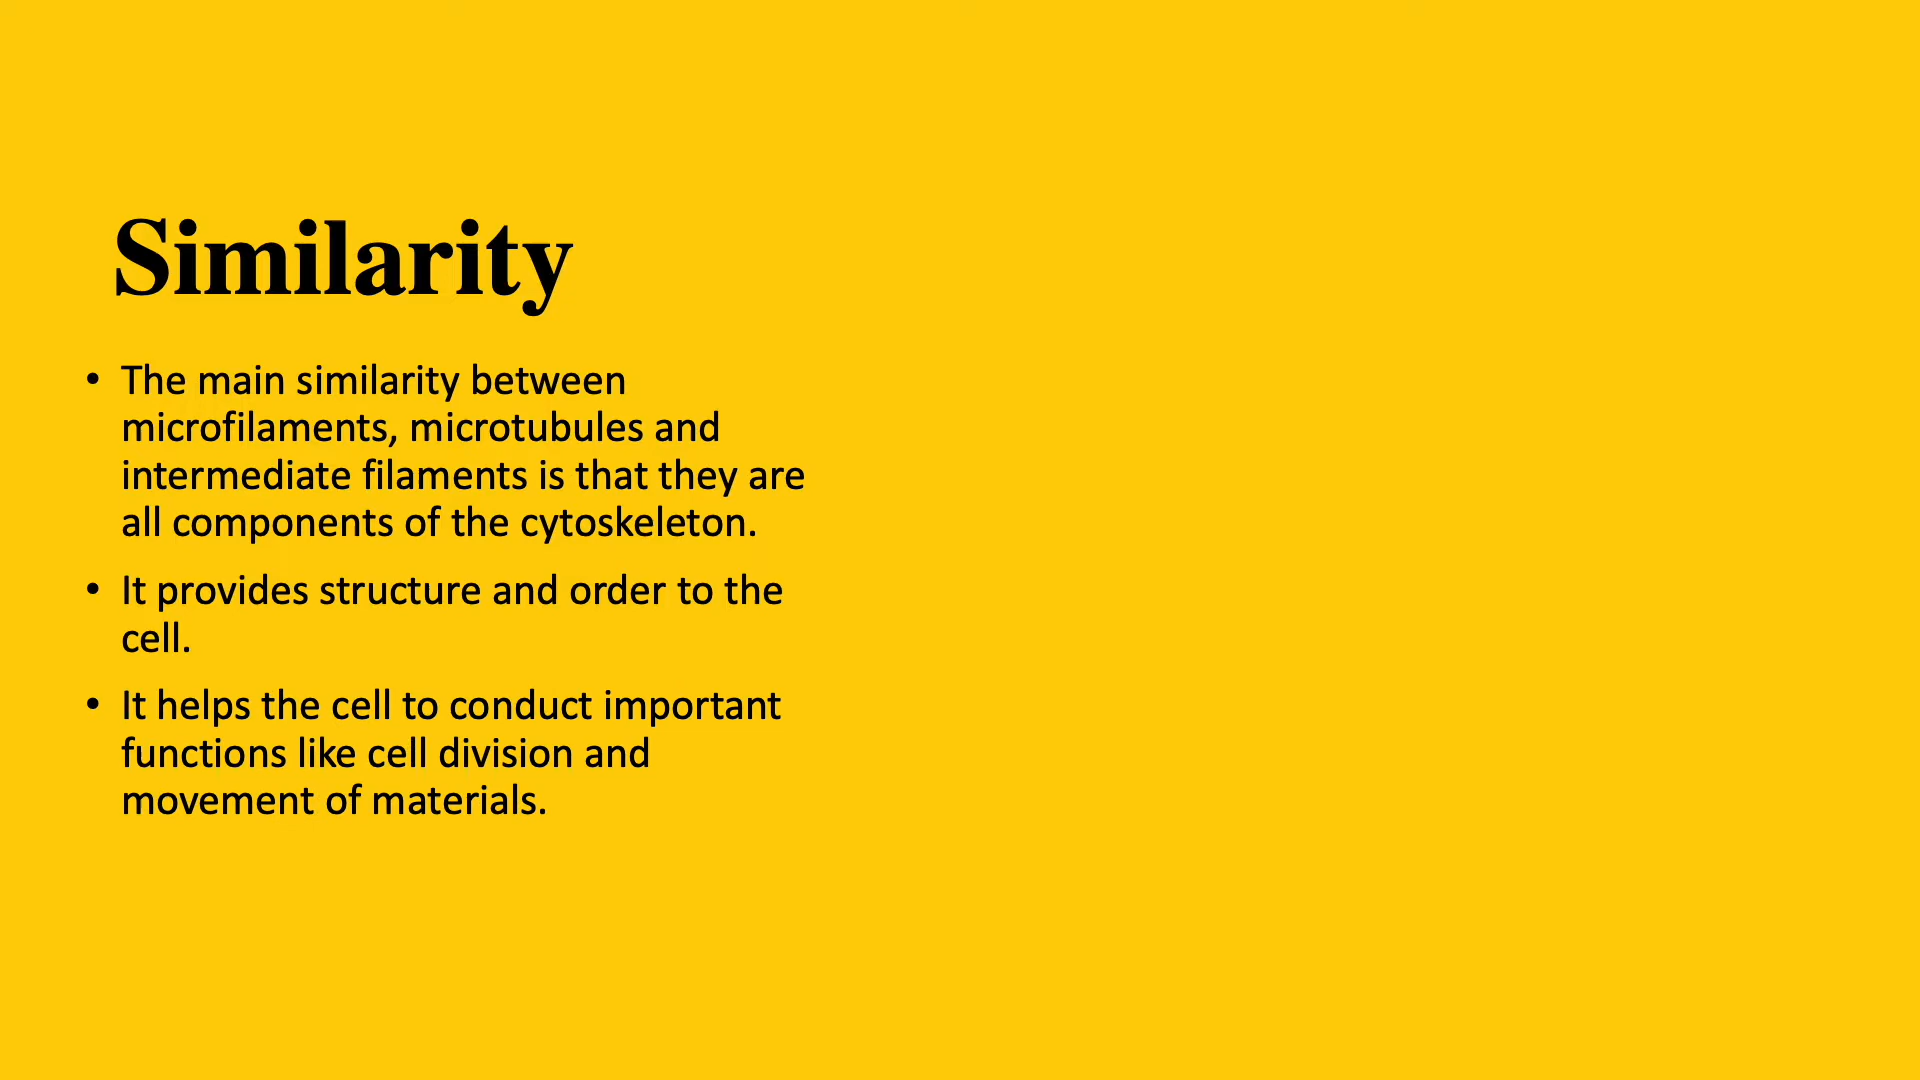 Similarity
• The main similarity between
microfilaments, microtubules and
intermediate filaments is that they are
all components of the cytoskeleton.
• It provides structure and order to the
cell.
• It helps the cell to conduct important
functions like cell division and
movement of materials.